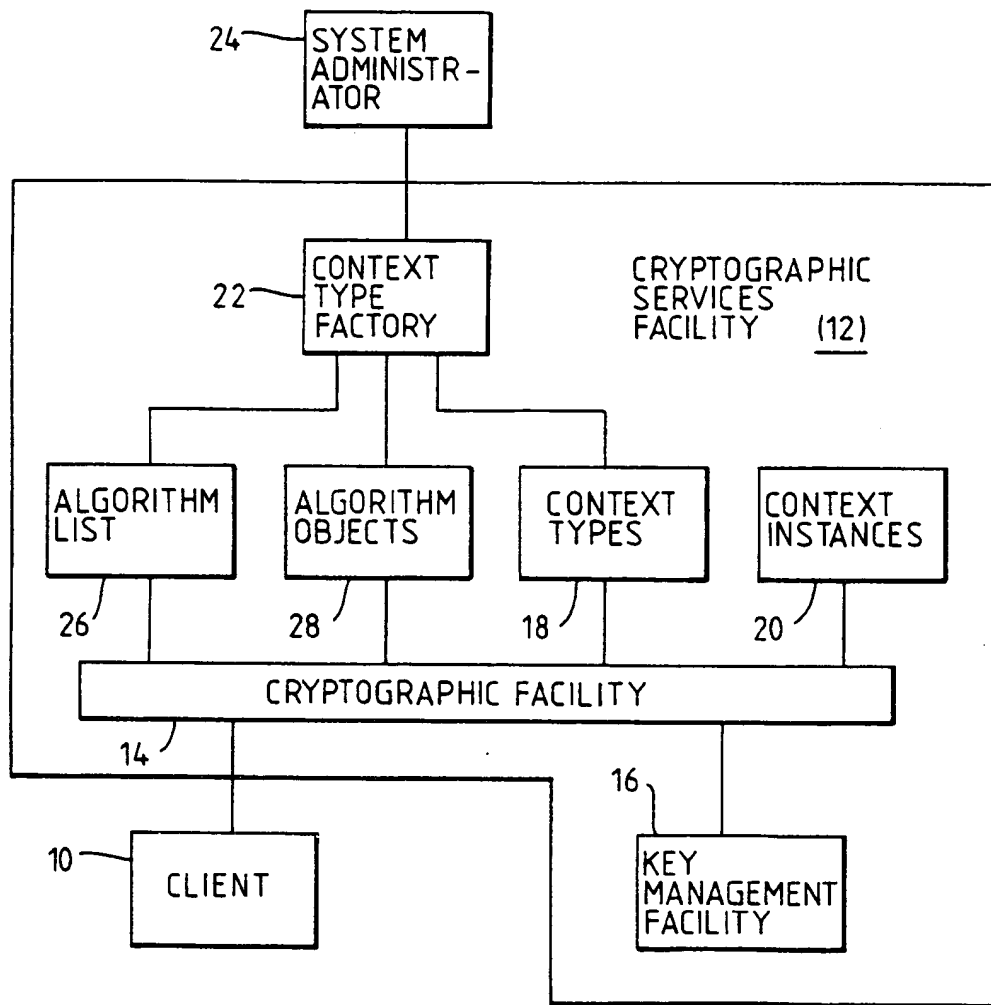 24
SYSTEM
ADMINISTR-
ATOR
22
CONTEXT
TYPE
FACTORY
CRYPTOGRAPHIC
SERVICES
FACILITY (12)
ALGORITHM
LIST
ALGORITHM
OBJECTS
CONTEXT
TYPES
CONTEXT
INSTANCES
26
28
18
20
CRYPTOGRAPHIC FACILITY
14
16
10
CLIENT
KEY
MANAGEMENT
FACILITY